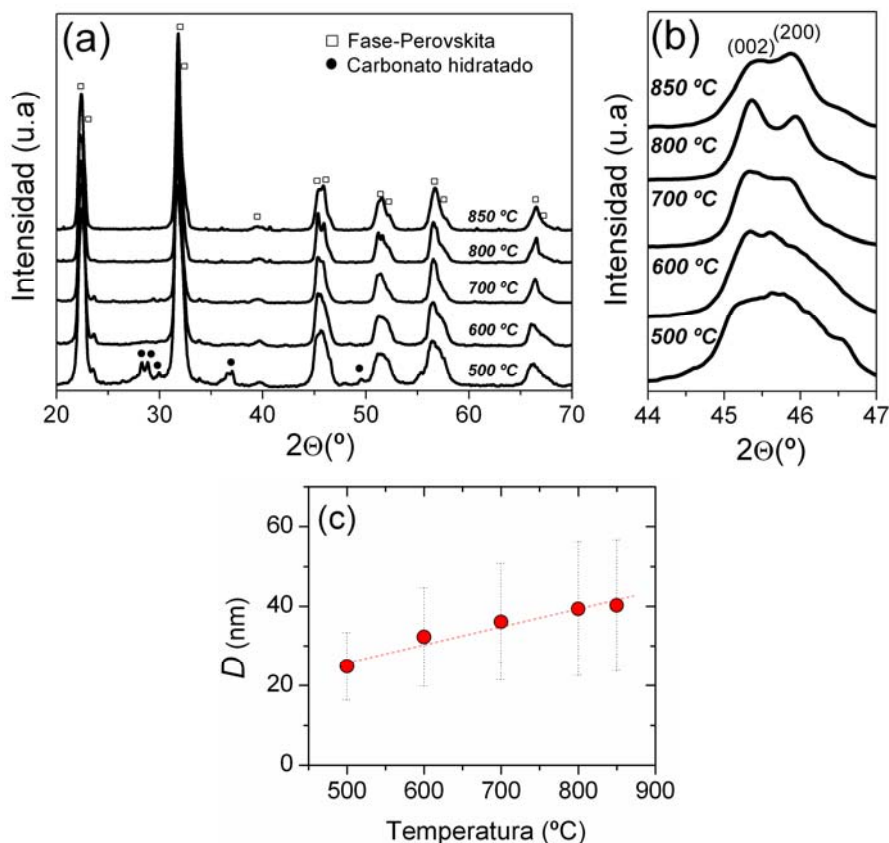 (a)
□ Fase-Perovskita
● Carbonato hidratado
Intensidad (u.a)
850 ºC
800 ºC
700 ºC
600 ºC
500 ºC
20 30 40 50 60 70
2Θ(º)
(b)
(002) (200)
Intensidad (u.a)
850 ºC
800 ºC
700 ºC
600 ºC
500 ºC
44 45 46 47
2Θ(º)
(c)
D (nm)
60
40
20
0
500 600 700 800 900
Temperatura (ºC)